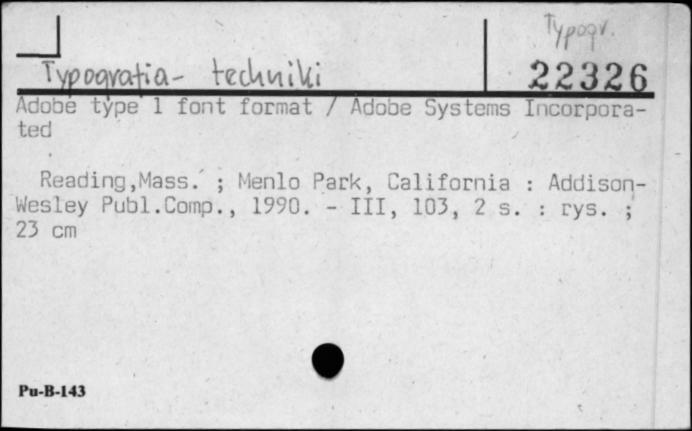 Typogr.
Typografia - techniki
22326
Adobe type 1 font format / Adobe Systems Incorpora-
ted
Reading,Mass. ; Menlo Park, California : Addison-
Wesley Publ.Comp., 1990. - III, 103, 2 s. : rys. ;
23 cm
Pu-B-143